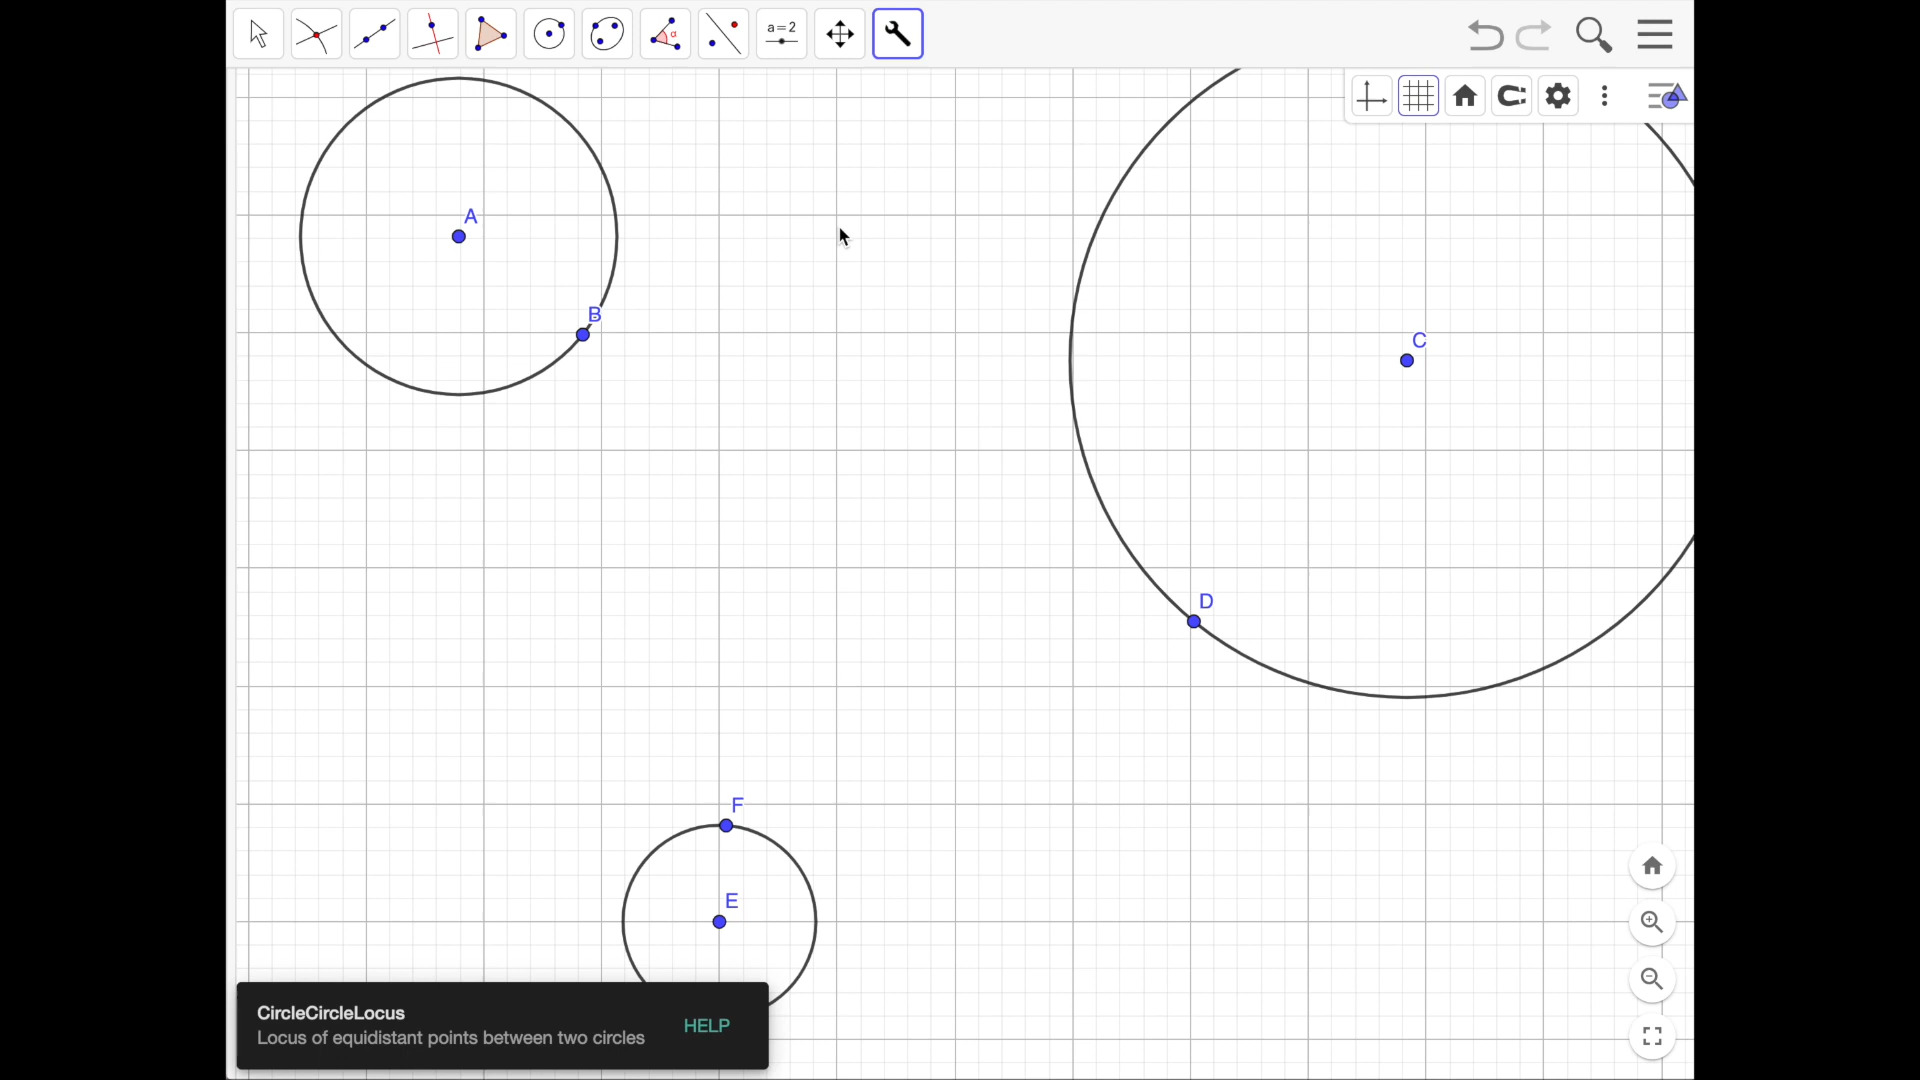 a=2
α
A
B
C
D
F
E
CircleCircleLocus
Locus of equidistant points between two circles
HELP